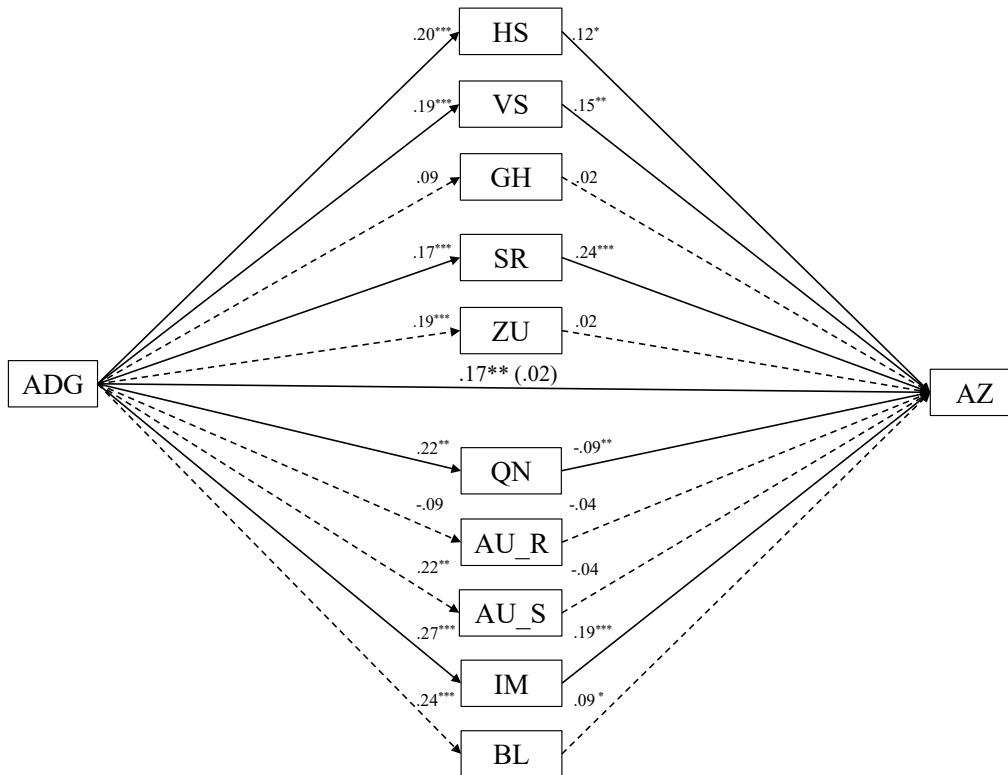 .20*** HS .12*
.19*** VS .15**
.09 GH .02
.17*** SR .24***
.19*** ZU .02
ADG .17** (.02) AZ
.22** QN -.09**
-.09 AU_R -.04
.22** AU_S -.04
.27*** IM .19***
.24*** BL .09*